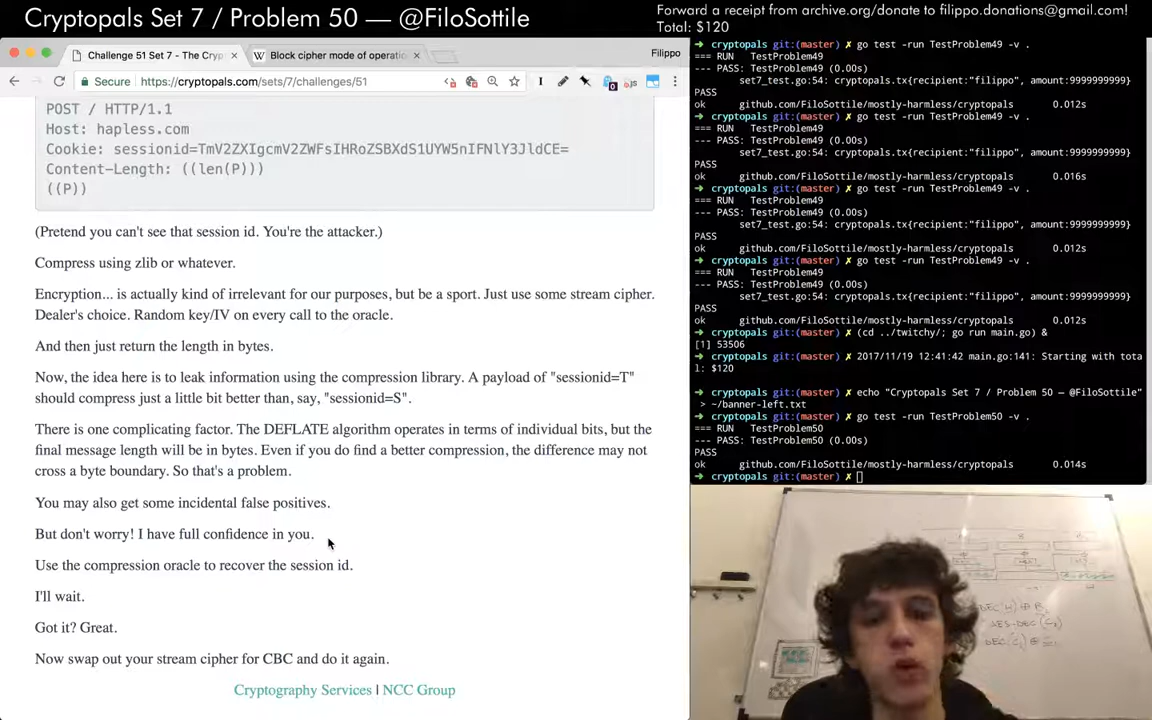 Cryptopals Set 7 / Problem 50 — @FiloSottile
Forward a receipt from archive.org/donate to filippo.donations@gmail.com!
Total: $120
Challenge 51 Set 7 - The Cryp
Block cipher mode of operatio
Filippo
Secure
https://cryptopals.com/sets/7/challenges/51
POST / HTTP/1.1
Host: hapless.com
Cookie: sessionid=TmV2ZXIgcmV2ZWFsIHRoZSBXdS1UYW5nIFNlY3JldCE=
Content-Length: ((len(P)))
((P))
(Pretend you can't see that session id. You're the attacker.)
Compress using zlib or whatever.
Encryption... is actually kind of irrelevant for our purposes, but be a sport. Just use some stream cipher.
Dealer's choice. Random key/IV on every call to the oracle.
And then just return the length in bytes.
Now, the idea here is to leak information using the compression library. A payload of "sessionid=T"
should compress just a little bit better than, say, "sessionid=S".
There is one complicating factor. The DEFLATE algorithm operates in terms of individual bits, but the
final message length will be in bytes. Even if you do find a better compression, the difference may not
cross a byte boundary. So that's a problem.
You may also get some incidental false positives.
But don't worry! I have full confidence in you.
Use the compression oracle to recover the session id.
I'll wait.
Got it? Great.
Now swap out your stream cipher for CBC and do it again.
Cryptography Services | NCC Group
➜ cryptopals git:(master) ✗ go test -run TestProblem49 -v .
=== RUN TestProblem49
--- PASS: TestProblem49 (0.00s)
set7_test.go:54: cryptopals.tx{recipient:"filippo", amount:9999999999}
PASS
ok github.com/FiloSottile/mostly-harmless/cryptopals 0.012s
➜ cryptopals git:(master) ✗ go test -run TestProblem49 -v .
=== RUN TestProblem49
--- PASS: TestProblem49 (0.00s)
set7_test.go:54: cryptopals.tx{recipient:"filippo", amount:9999999999}
PASS
ok github.com/FiloSottile/mostly-harmless/cryptopals 0.016s
➜ cryptopals git:(master) ✗ go test -run TestProblem49 -v .
=== RUN TestProblem49
--- PASS: TestProblem49 (0.00s)
set7_test.go:54: cryptopals.tx{recipient:"filippo", amount:9999999999}
PASS
ok github.com/FiloSottile/mostly-harmless/cryptopals 0.012s
➜ cryptopals git:(master) ✗ go test -run TestProblem49 -v .
=== RUN TestProblem49
--- PASS: TestProblem49 (0.00s)
set7_test.go:54: cryptopals.tx{recipient:"filippo", amount:9999999999}
PASS
ok github.com/FiloSottile/mostly-harmless/cryptopals 0.012s
➜ cryptopals git:(master) ✗ (cd ../twitchy/; go run main.go) &
[1] 53506
➜ cryptopals git:(master) ✗ 2017/11/19 12:41:42 main.go:141: Starting with tota
l: $120
➜ cryptopals git:(master) ✗ echo "Cryptopals Set 7 / Problem 50 — @FiloSottile"
> ~/banner-left.txt
➜ cryptopals git:(master) ✗ go test -run TestProblem50 -v .
=== RUN TestProblem50
--- PASS: TestProblem50 (0.00s)
PASS
ok github.com/FiloSottile/mostly-harmless/cryptopals 0.014s
➜ cryptopals git:(master) ✗